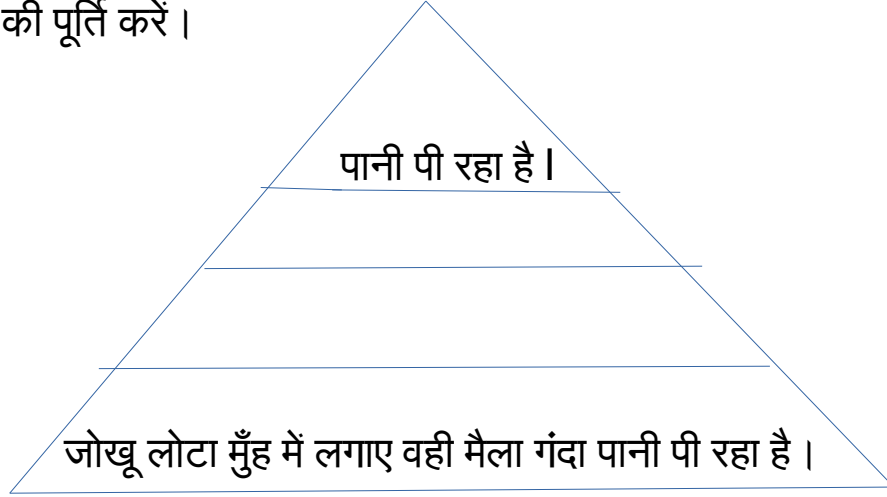 की पूर्ति करें।
पानी पी रहा है।
जोखू लोटा मुँह में लगाए वही मैला गंदा पानी पी रहा है।